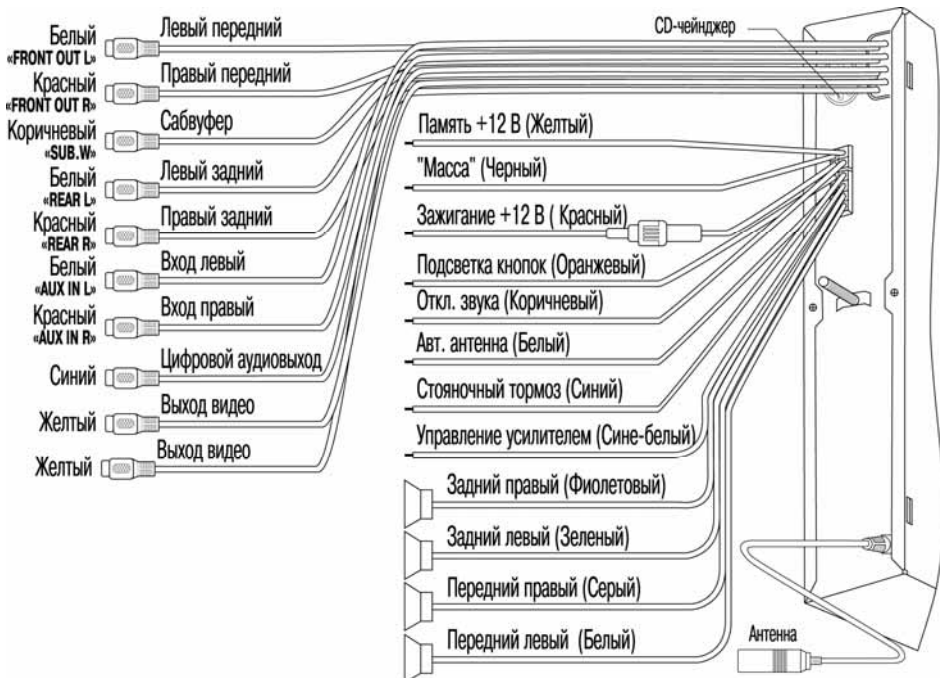 CD-чейнджер
Белый
«FRONT OUT L»
Левый передний
Красный
«FRONT OUT R»
Правый передний
Коричневый
«SUB.W»
Сабвуфер
Белый
«REAR L»
Левый задний
Красный
«REAR R»
Правый задний
Белый
«AUX IN L»
Вход левый
Красный
«AUX IN R»
Вход правый
Синий
Цифровой аудиовыход
Желтый
Выход видео
Желтый
Выход видео
Память +12 В (Желтый)
"Масса" (Черный)
Зажигание +12 В ( Красный)
Подсветка кнопок (Оранжевый)
Откл. звука (Коричневый)
Авт. антенна (Белый)
Стояночный тормоз (Синий)
Управление усилителем (Сине-белый)
Задний правый (Фиолетовый)
Задний левый (Зеленый)
Передний правый (Серый)
Передний левый (Белый)
Антенна